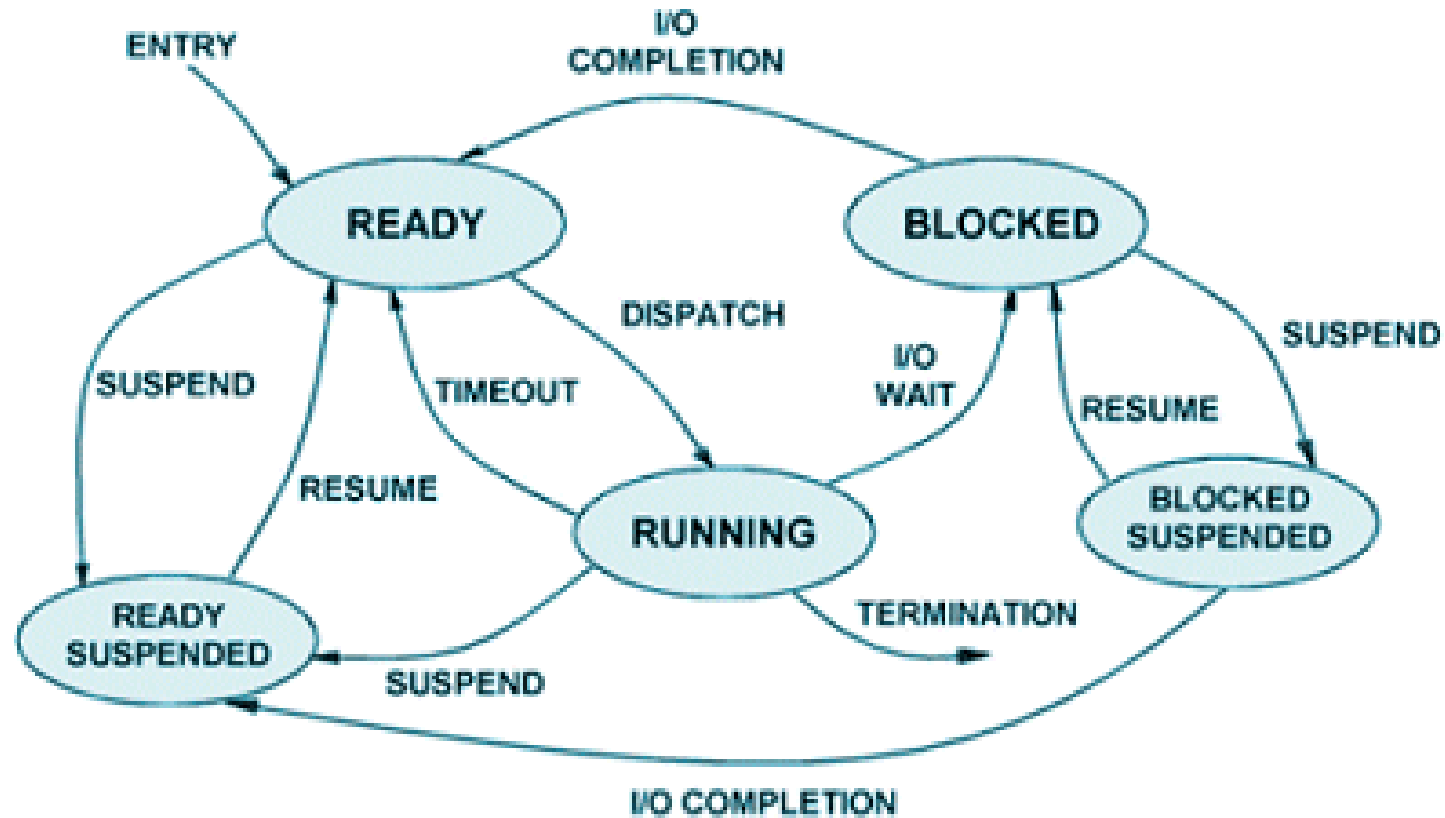 I/O
COMPLETION
ENTRY
READY
BLOCKED
DISPATCH
SUSPEND
I/O
WAIT
SUSPEND
TIMEOUT
RESUME
RESUME
BLOCKED
SUSPENDED
RUNNING
READY
SUSPENDED
TERMINATION
SUSPEND
I/O COMPLETION